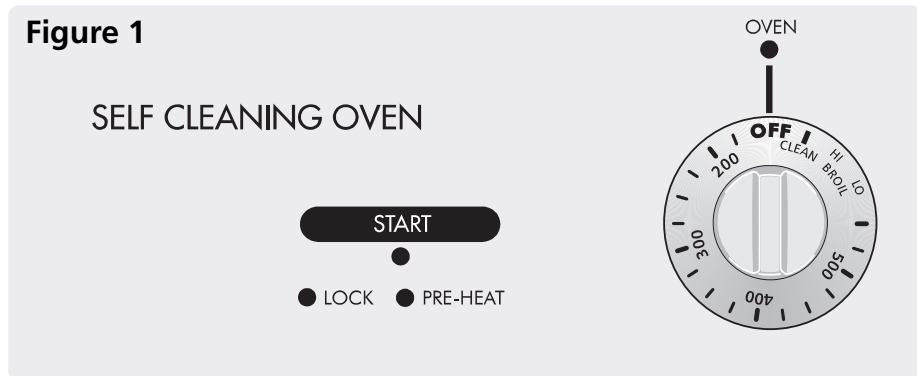 Figure 1
OVEN
SELF CLEANING OVEN
OFF
CLEAN
HI
LO
BROIL
500
400
300
200
START
LOCK
PRE-HEAT